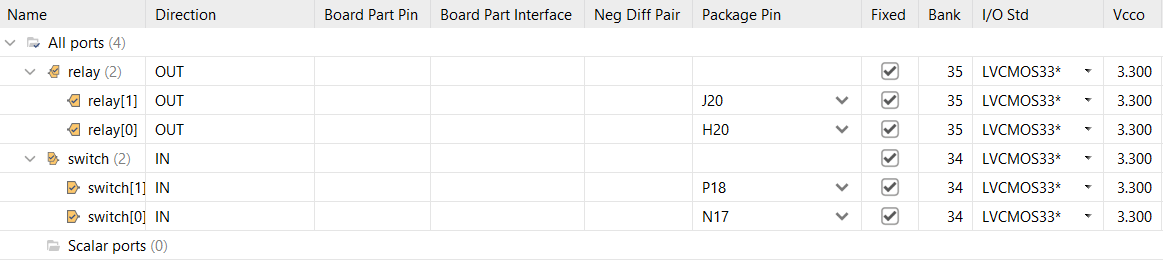 Name Direction Board Part Pin Board Part Interface Neg Diff Pair Package Pin Fixed Bank I/O Std Vcco
All ports (4)
relay (2) OUT 35 LVCMOS33* 3.300
relay[1] OUT J20 35 LVCMOS33* 3.300
relay[0] OUT H20 35 LVCMOS33* 3.300
switch (2) IN 34 LVCMOS33* 3.300
switch[1] IN P18 34 LVCMOS33* 3.300
switch[0] IN N17 34 LVCMOS33* 3.300
Scalar ports (0)